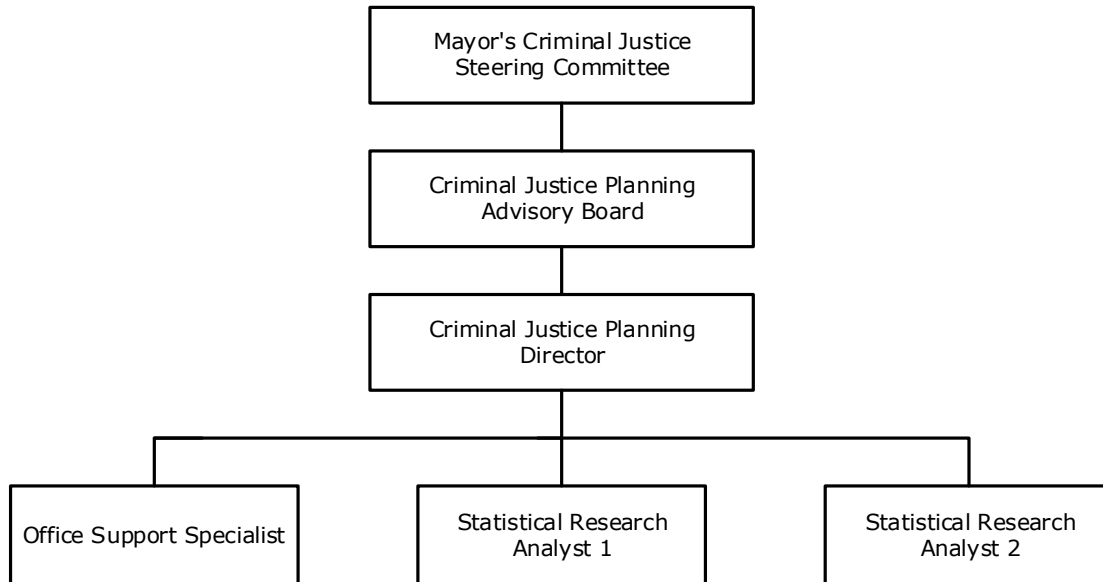 Mayor's Criminal Justice
Steering Committee
Criminal Justice Planning
Advisory Board
Criminal Justice Planning
Director
Office Support Specialist
Statistical Research
Analyst 1
Statistical Research
Analyst 2